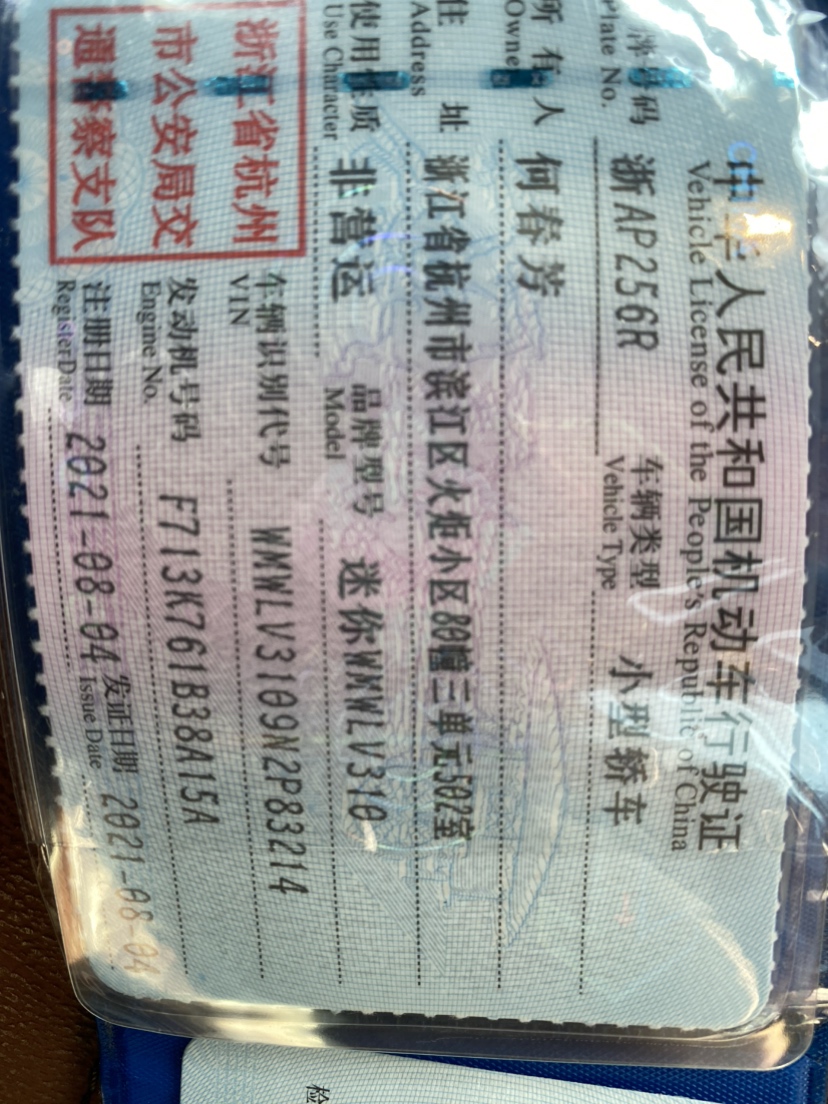 中华人民共和国机动车行驶证
Vehicle License of the People's Republic of China
号码 浙AP256R 车辆类型 小型轿车
Plate No. Vehicle Type
所有人 何春芳
Owner
住址 浙江省杭州市滨江区火炬小区80幢三单元502室
Address
使用性质 非营运 品牌型号 迷你WMWLV310
Use Character Model
浙江省杭州
市公安局交
通警察支队
车辆识别代号 WMWLV3109N2P83214
VIN
发动机号码 F713K761B38A15A
Engine No.
注册日期 2021-08-04 发证日期 2021-08-04
Register Date Issue Date
检